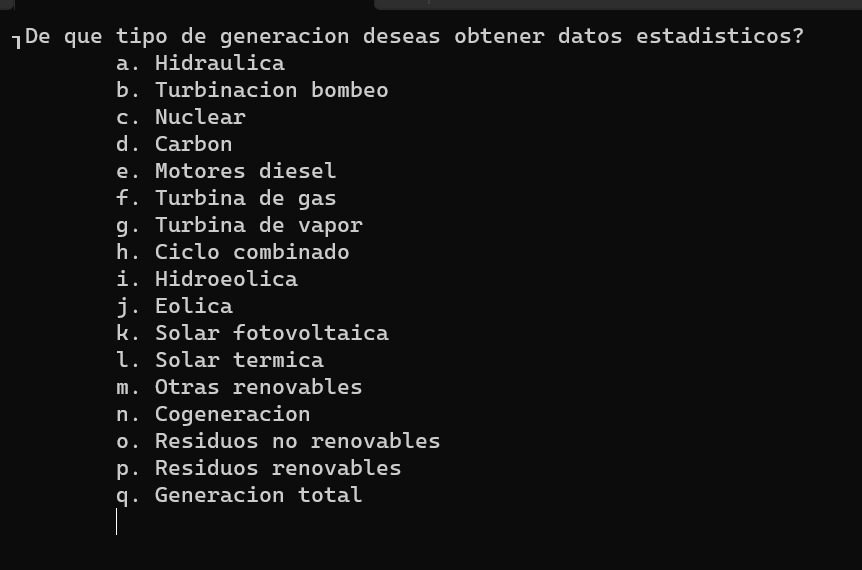 ┐De que tipo de generacion deseas obtener datos estadisticos?
a. Hidraulica
b. Turbinacion bombeo
c. Nuclear
d. Carbon
e. Motores diesel
f. Turbina de gas
g. Turbina de vapor
h. Ciclo combinado
i. Hidroeolica
j. Eolica
k. Solar fotovoltaica
l. Solar termica
m. Otras renovables
n. Cogeneracion
o. Residuos no renovables
p. Residuos renovables
q. Generacion total